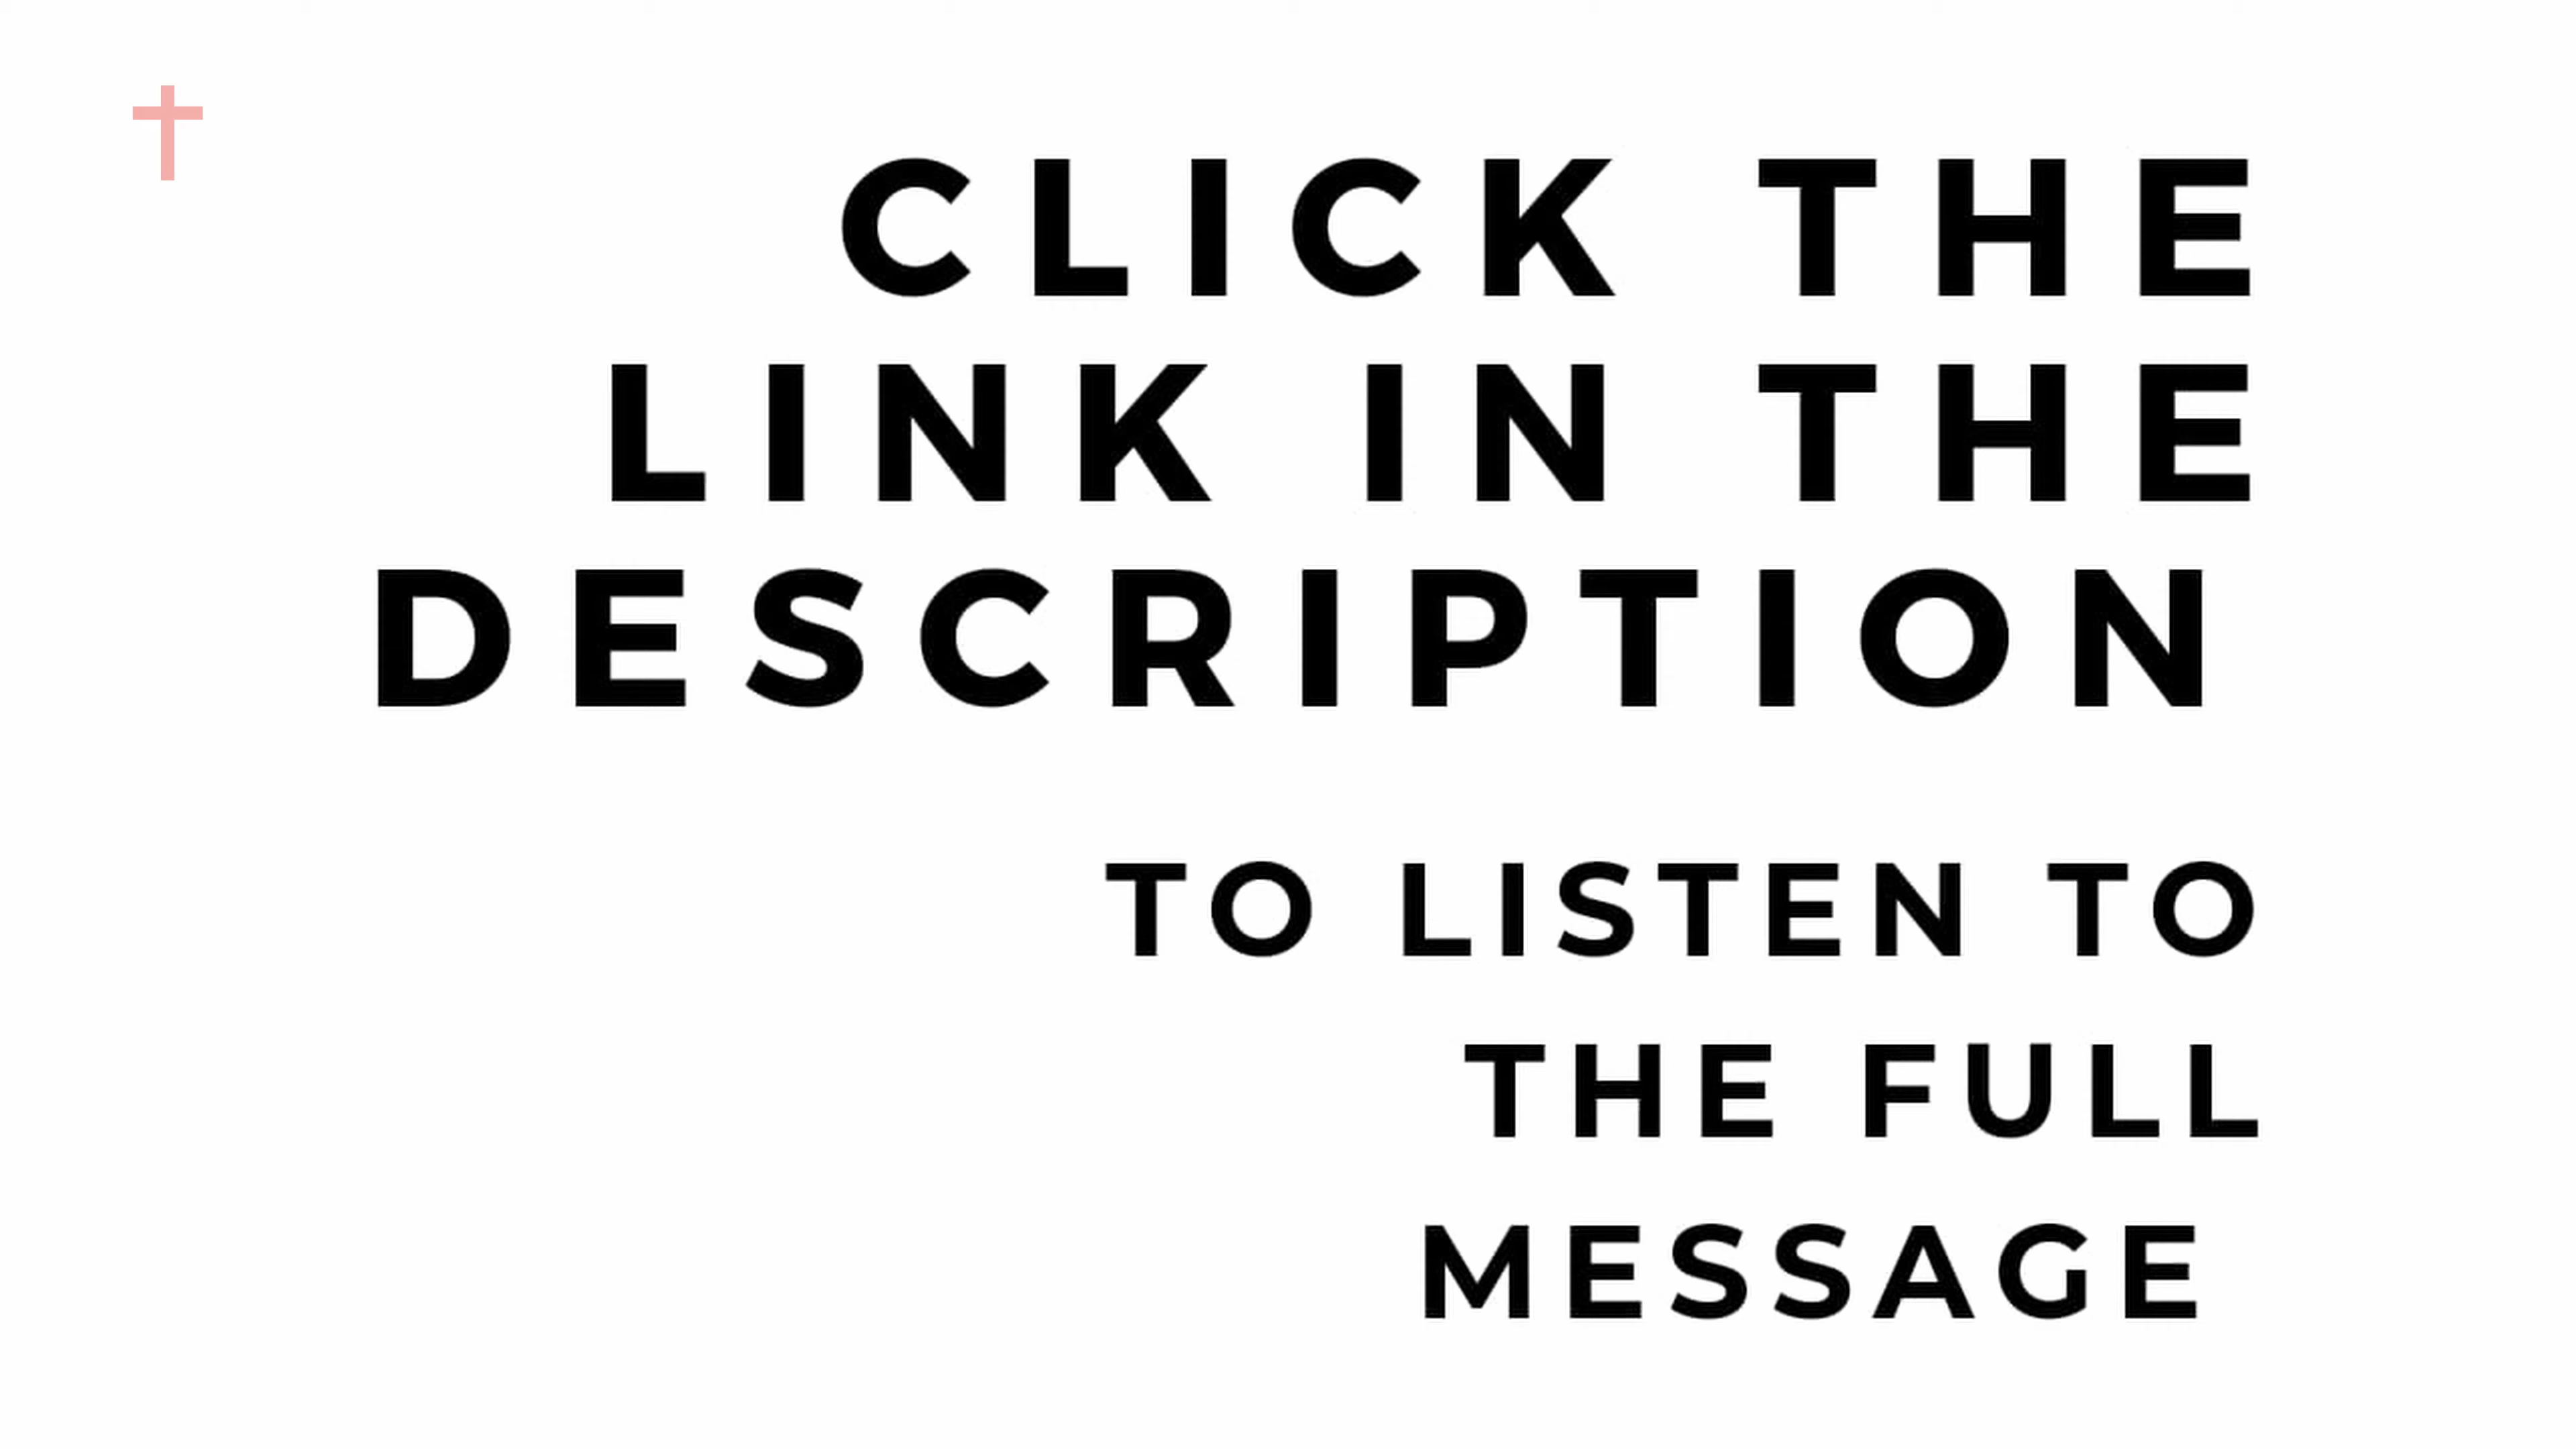 CLICK THE
LINK IN THE
DESCRIPTION
TO LISTEN TO
THE FULL
MESSAGE